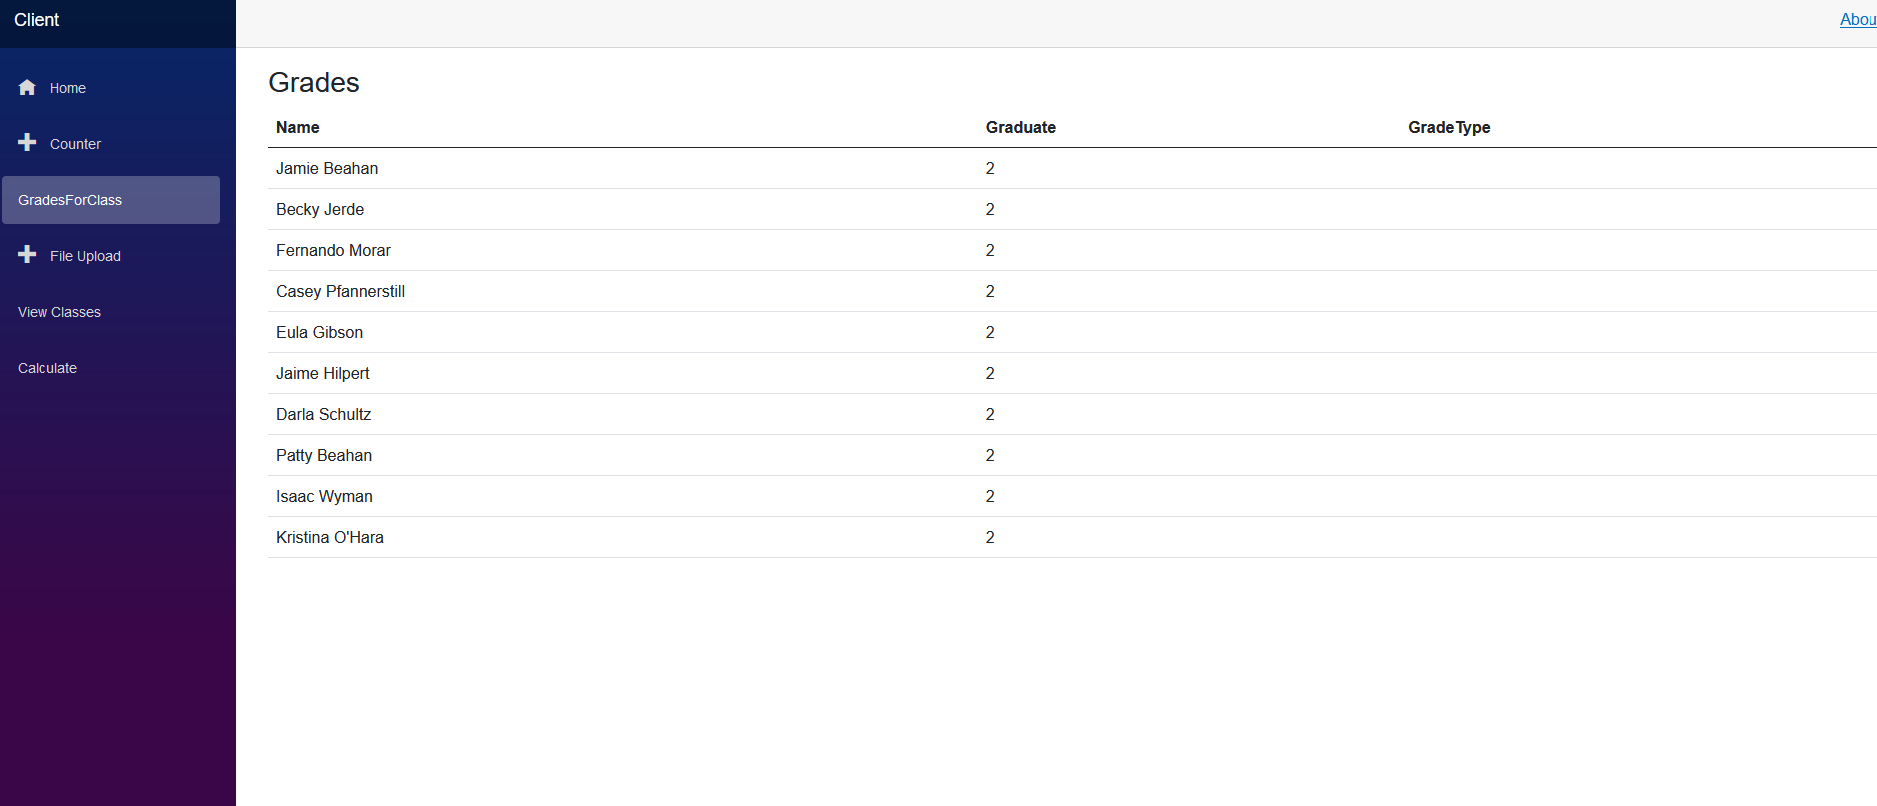 Client
Abou
Home
Counter
GradesForClass
File Upload
View Classes
Calculate
Grades
Name Graduate GradeType
Jamie Beahan 2
Becky Jerde 2
Fernando Morar 2
Casey Pfannerstill 2
Eula Gibson 2
Jaime Hilpert 2
Darla Schultz 2
Patty Beahan 2
Isaac Wyman 2
Kristina O'Hara 2